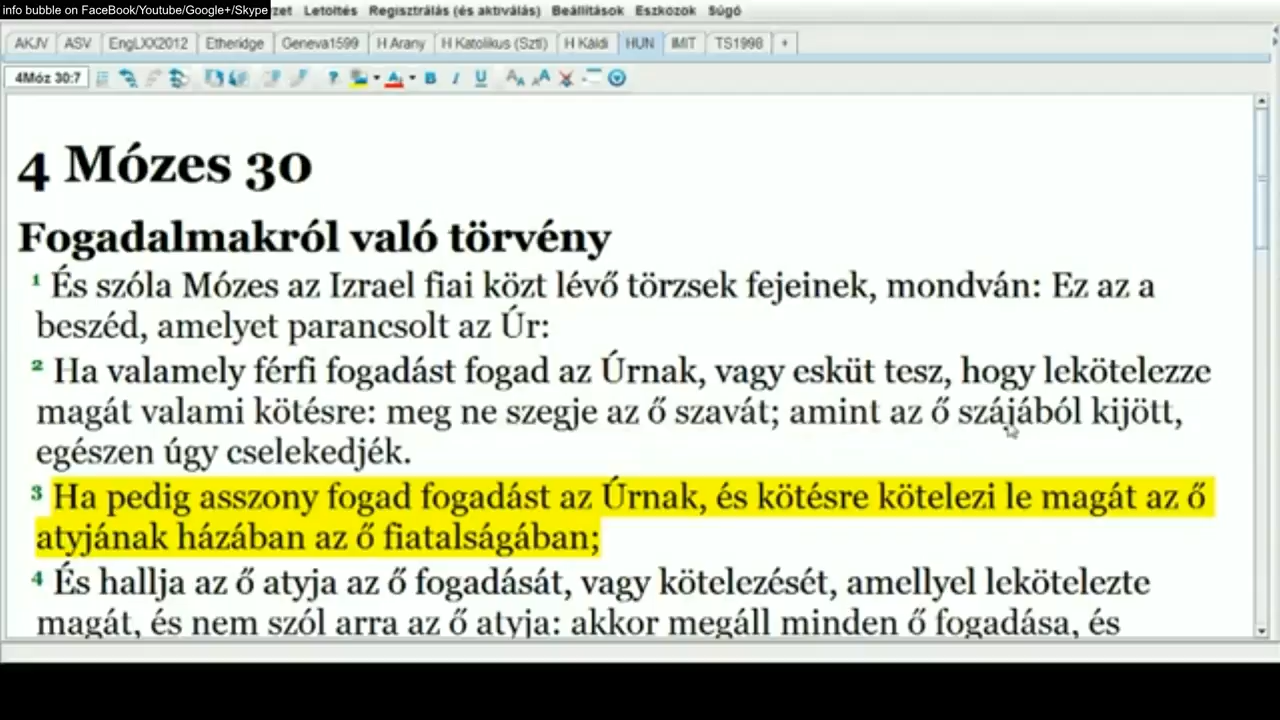 info bubble on FaceBook/Youtube/Google+/Skype
zet Letöltés Regisztrálás (és aktiválás) Beállítások Eszközök Súgó
AKJV ASV EnglXX2012 Etheridge Geneva1599 H Arany H Katolikus (SztI) H Káldi HUN IMIT TS1998 +
4Móz 30:7 ? A B I U AA AA
4 Mózes 30
Fogadalmakról való törvény
1 És szóla Mózes az Izrael fiai közt lévő törzsek fejeinek, mondván: Ez az a
beszéd, amelyet parancsolt az Úr:
2 Ha valamely férfi fogadást fogad az Úrnak, vagy esküt tesz, hogy lekötelezze
magát valami kötésre: meg ne szegje az ő szavát; amint az ő szájából kijött,
egészen úgy cselekedjék.
3 Ha pedig asszony fogad fogadást az Úrnak, és kötésre kötelezi le magát az ő
atyjának házában az ő fiatalságában;
4 És hallja az ő atyja az ő fogadását, vagy kötelezését, amellyel lekötelezte
magát, és nem szól arra az ő atyja: akkor megáll minden ő fogadása, és